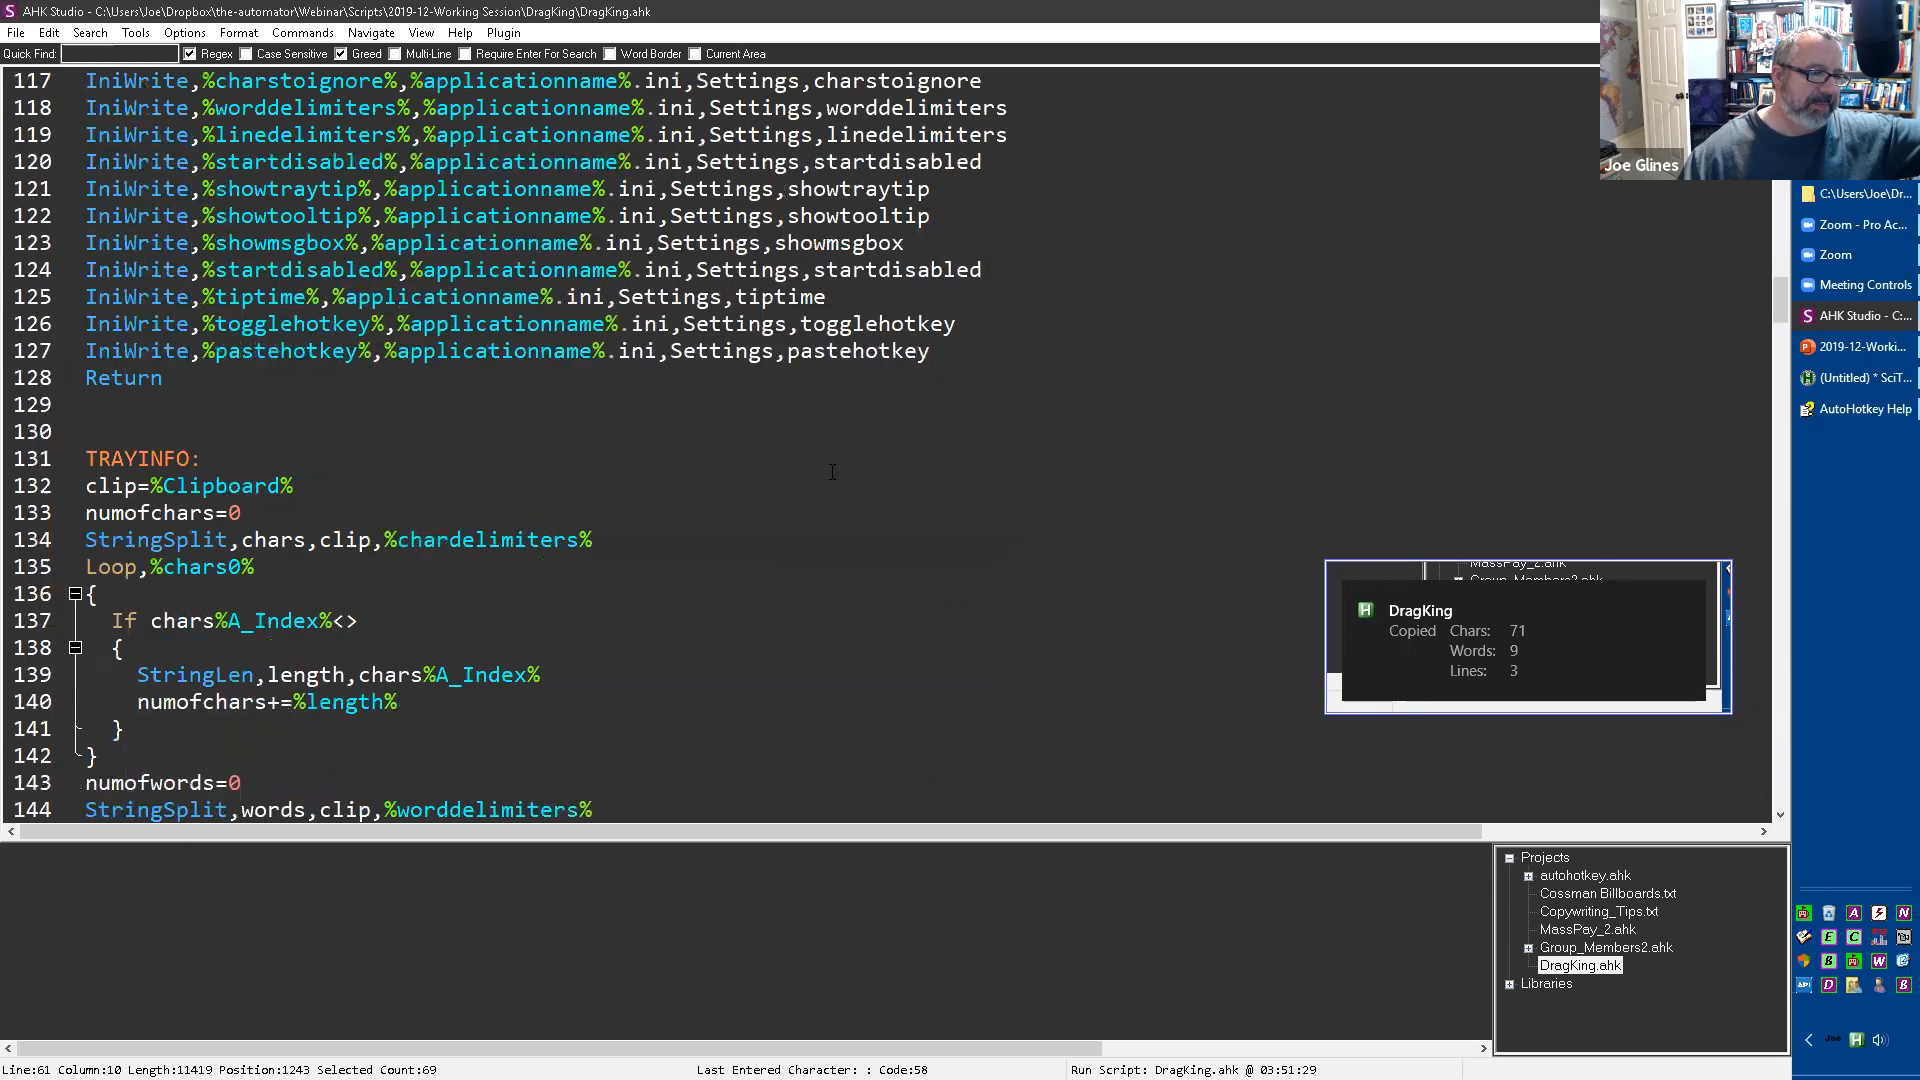 AHK Studio - C:\Users\Joe\Dropbox\the-automator\Webinar\Scripts\2019-12-Working Session\DragKing\DragKing.ahk
File Edit Search Tools Options Format Commands Navigate View Help Plugin
Quick Find: Regex Case Sensitive Greed Multi-Line Require Enter For Search Word Border Current Area
117 IniWrite,%charstoignore%,%applicationname%.ini,Settings,charstoignore
118 IniWrite,%worddelimiters%,%applicationname%.ini,Settings,worddelimiters
119 IniWrite,%linedelimiters%,%applicationname%.ini,Settings,linedelimiters
120 IniWrite,%startdisabled%,%applicationname%.ini,Settings,startdisabled
121 IniWrite,%showtraytip%,%applicationname%.ini,Settings,showtraytip
122 IniWrite,%showtooltip%,%applicationname%.ini,Settings,showtooltip
123 IniWrite,%showmsgbox%,%applicationname%.ini,Settings,showmsgbox
124 IniWrite,%startdisabled%,%applicationname%.ini,Settings,startdisabled
125 IniWrite,%tiptime%,%applicationname%.ini,Settings,tiptime
126 IniWrite,%togglehotkey%,%applicationname%.ini,Settings,togglehotkey
127 IniWrite,%pastehotkey%,%applicationname%.ini,Settings,pastehotkey
128 Return
129
130
131 TRAYINFO:
132 clip=%Clipboard%
133 numofchars=0
134 StringSplit,chars,clip,%chardelimiters%
135 Loop,%chars0%
136 {
137 If chars%A_Index%<>
138 {
139 StringLen,length,chars%A_Index%
140 numofchars+=%length%
141 }
142 }
143 numofwords=0
144 StringSplit,words,clip,%worddelimiters%
Joe Glines
C:\Users\Joe\Dr...
Zoom - Pro Ac...
Zoom
Meeting Controls
AHK Studio - C:...
2019-12-Worki...
(Untitled) * SciT...
AutoHotkey Help
MassPay_2.ahk
Group_Members2.ahk
DragKing
Copied Chars: 71
Words: 9
Lines: 3
Projects
autohotkey.ahk
Cossman Billboards.txt
Copywriting_Tips.txt
MassPay_2.ahk
Group_Members2.ahk
DragKing.ahk
Libraries
Joe
Line:61 Column:10 Length:11419 Position:1243 Selected Count:69 Last Entered Character: : Code:58 Run Script: DragKing.ahk @ 03:51:29